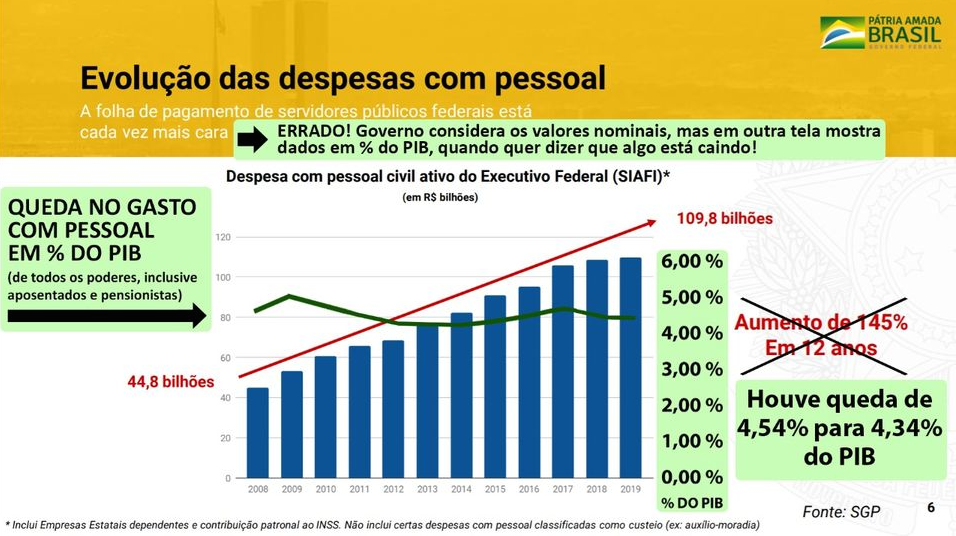 PÁTRIA AMADA
BRASIL
GOVERNO FEDERAL
Evolução das despesas com pessoal
A folha de pagamento de servidores públicos federais está
cada vez mais cara
ERRADO! Governo considera os valores nominais, mas em outra tela mostra
dados em % do PIB, quando quer dizer que algo está caindo!
Despesa com pessoal civil ativo do Executivo Federal (SIAFI)*
(em R$ bilhões)
QUEDA NO GASTO
COM PESSOAL
EM % DO PIB
(de todos os poderes, inclusive
aposentados e pensionistas)
109,8 bilhões
44,8 bilhões
120
100
80
60
40
20
0
2008 2009 2010 2011 2012 2013 2014 2015 2016 2017 2018 2019
6,00 %
5,00 %
4,00 %
3,00 %
2,00 %
1,00 %
0,00 %
% DO PIB
Aumento de 145%
Em 12 anos
Houve queda de
4,54% para 4,34%
do PIB
Fonte: SGP
6
* Inclui Empresas Estatais dependentes e contribuição patronal ao INSS. Não inclui certas despesas com pessoal classificadas como custeio (ex: auxílio-moradia)